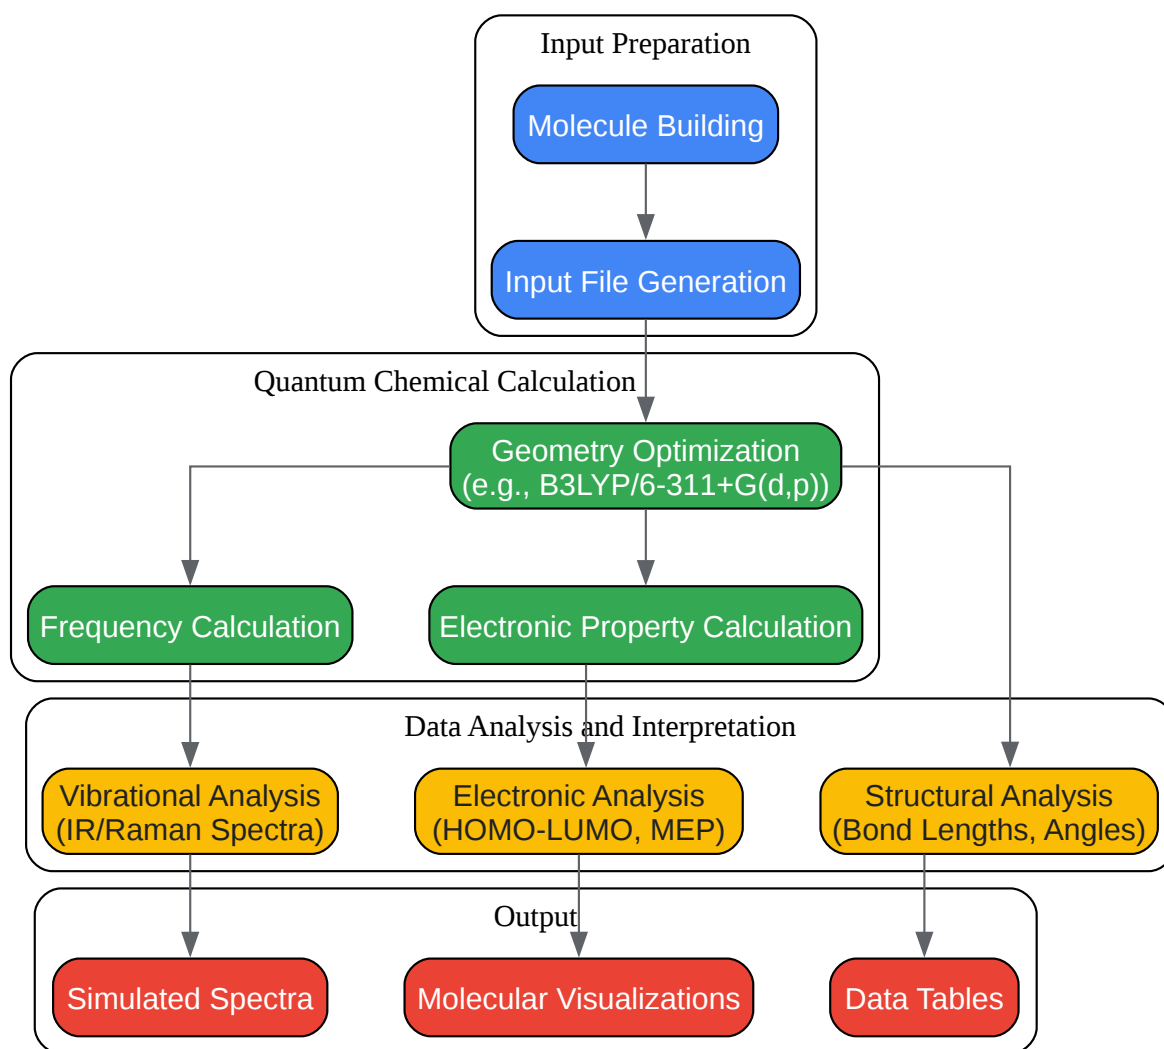 Input Preparation
Molecule Building
Input File Generation
Quantum Chemical Calculation
Geometry Optimization
(e.g., B3LYP/6-311+G(d,p))
Frequency Calculation
Electronic Property Calculation
Data Analysis and Interpretation
Vibrational Analysis
(IR/Raman Spectra)
Electronic Analysis
(HOMO-LUMO, MEP)
Structural Analysis
(Bond Lengths, Angles)
Output
Simulated Spectra
Molecular Visualizations
Data Tables